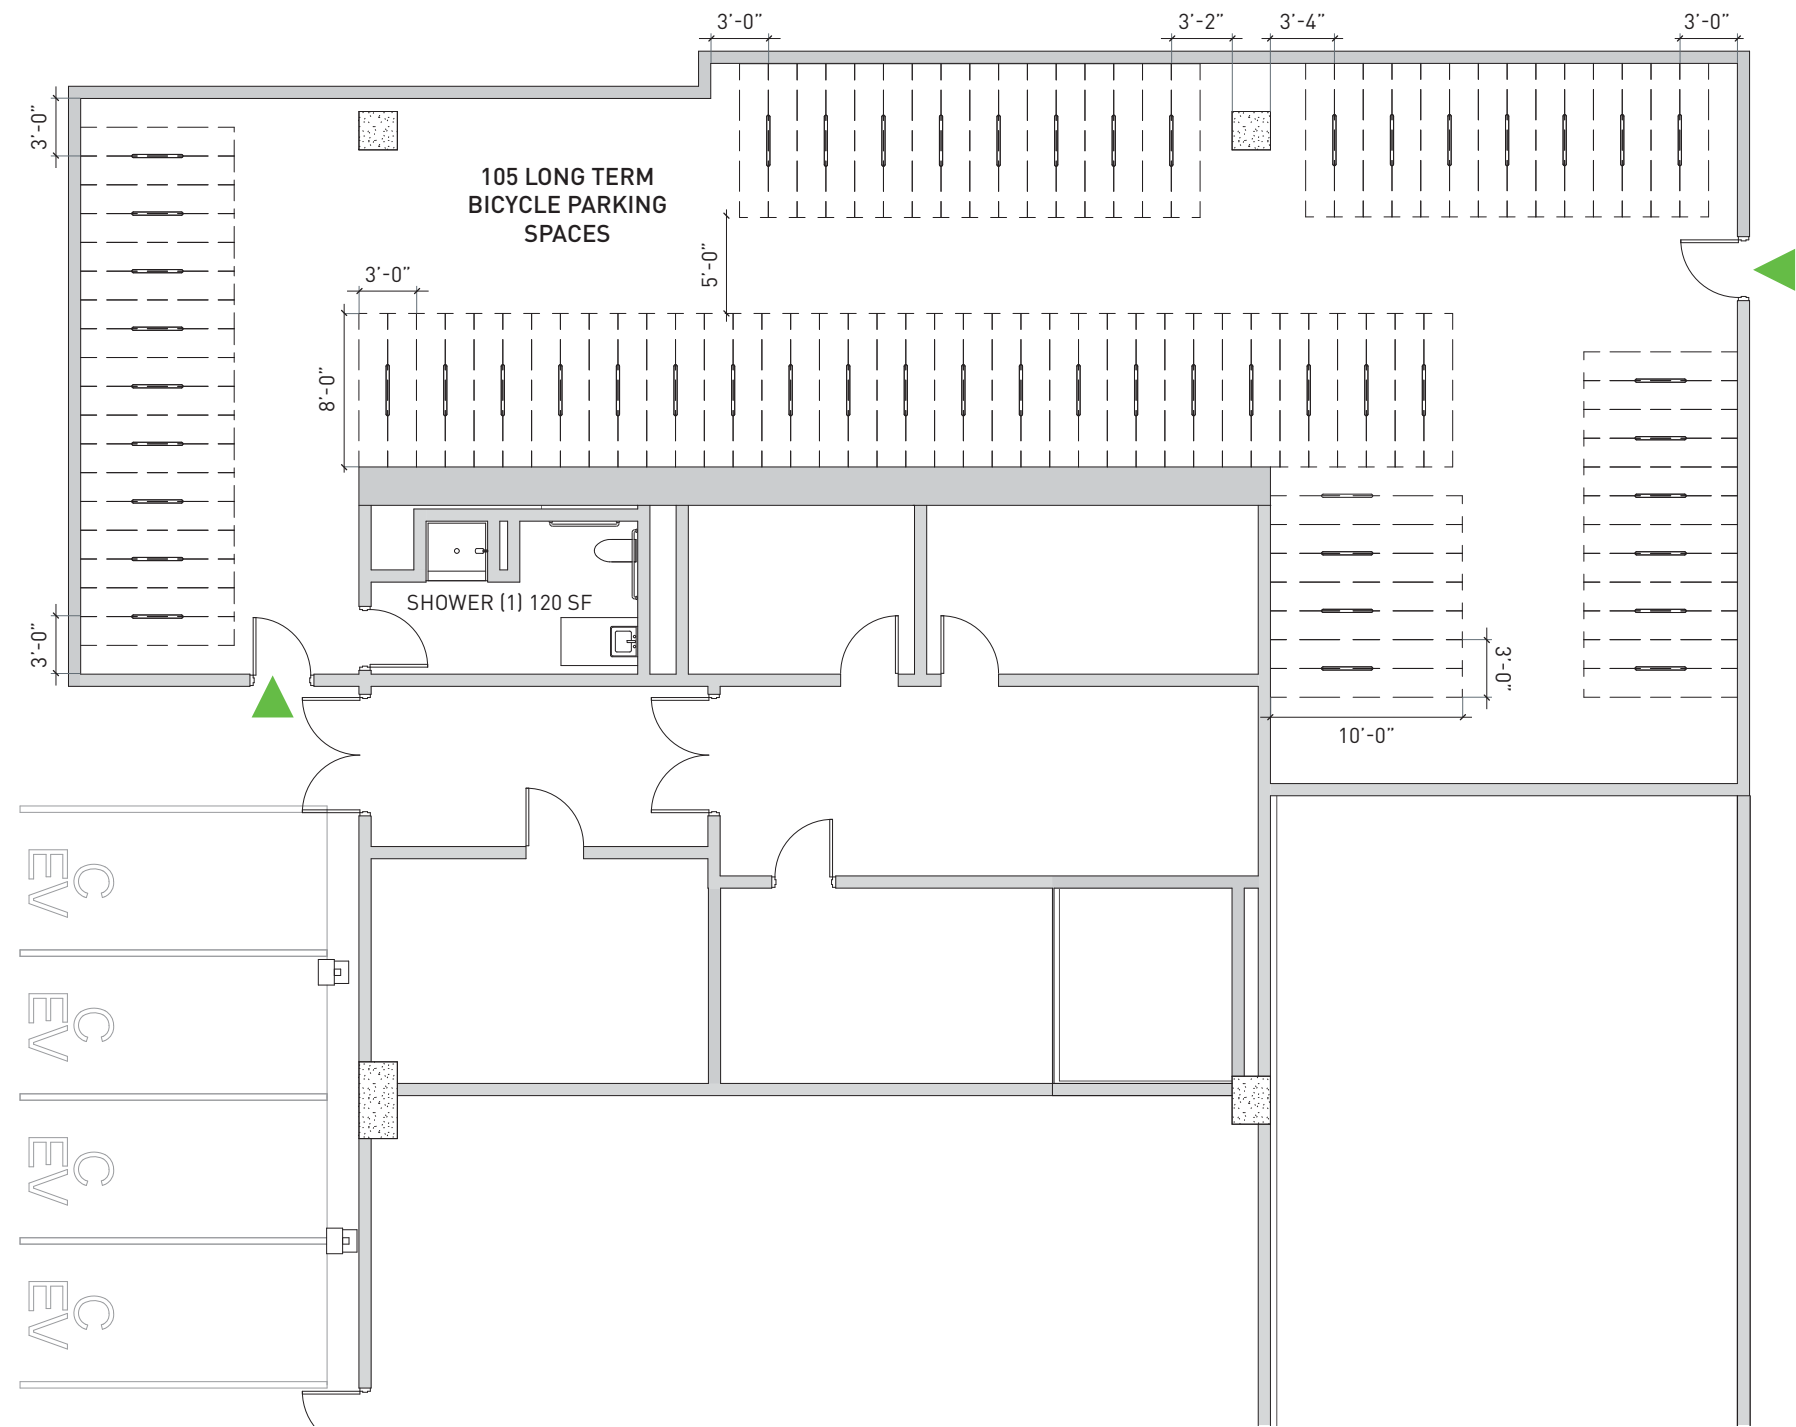 3’-0”
3’-2”
3’-4”
3’-0”
3’-0”
105 LONG TERM
BICYCLE PARKING
SPACES
5’-0”
3’-0”
8’-0”
SHOWER (1) 120 SF
3’-0”
3’-0”
10’-0”
C
EV
C
EV
C
EV
C
EV